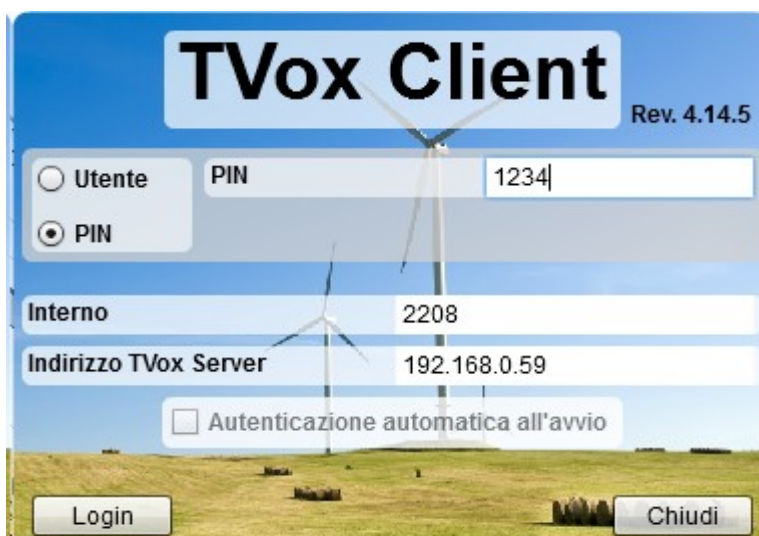 TVox Client
Rev. 4.14.5
Utente
PIN
1234
PIN
Interno
2208
Indirizzo TVox Server
192.168.0.59
Autenticazione automatica all'avvio
Login
Chiudi